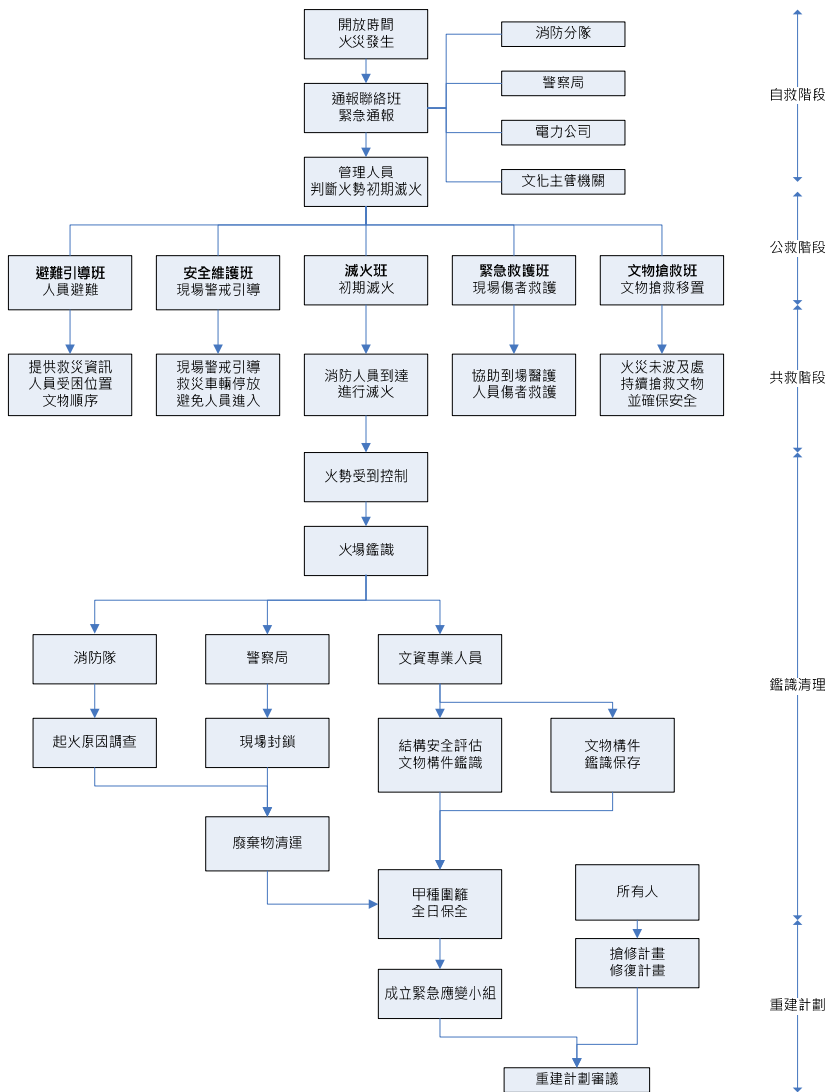 開放時間
火災發生
消防分隊
警察局
自救階段
通報聯絡班
緊急通報
電力公司
管理人員
判斷火勢初期滅火
文化主管機關
公救階段
避難引導班
人員避難
安全維護班
現場警戒引導
滅火班
初期滅火
緊急救護班
現場傷者救護
文物搶救班
文物搶救移置
提供救災資訊
人員受困位置
文物順序
現場警戒引導
救災車輛停放
避免人員進入
消防人員到達
進行滅火
協助到場醫護
人員傷者救護
火災未波及處
持續搶救文物
並確保安全
共救階段
火勢受到控制
火場鑑識
消防隊
警察局
文資專業人員
鑑識清理
起火原因調查
現場封鎖
結構安全評估
文物構件鑑識
文物構件
鑑識保存
廢棄物清運
甲種圍籬
全日保全
所有人
搶修計畫
修復計畫
成立緊急應變小組
重建計劃
重建計劃審議